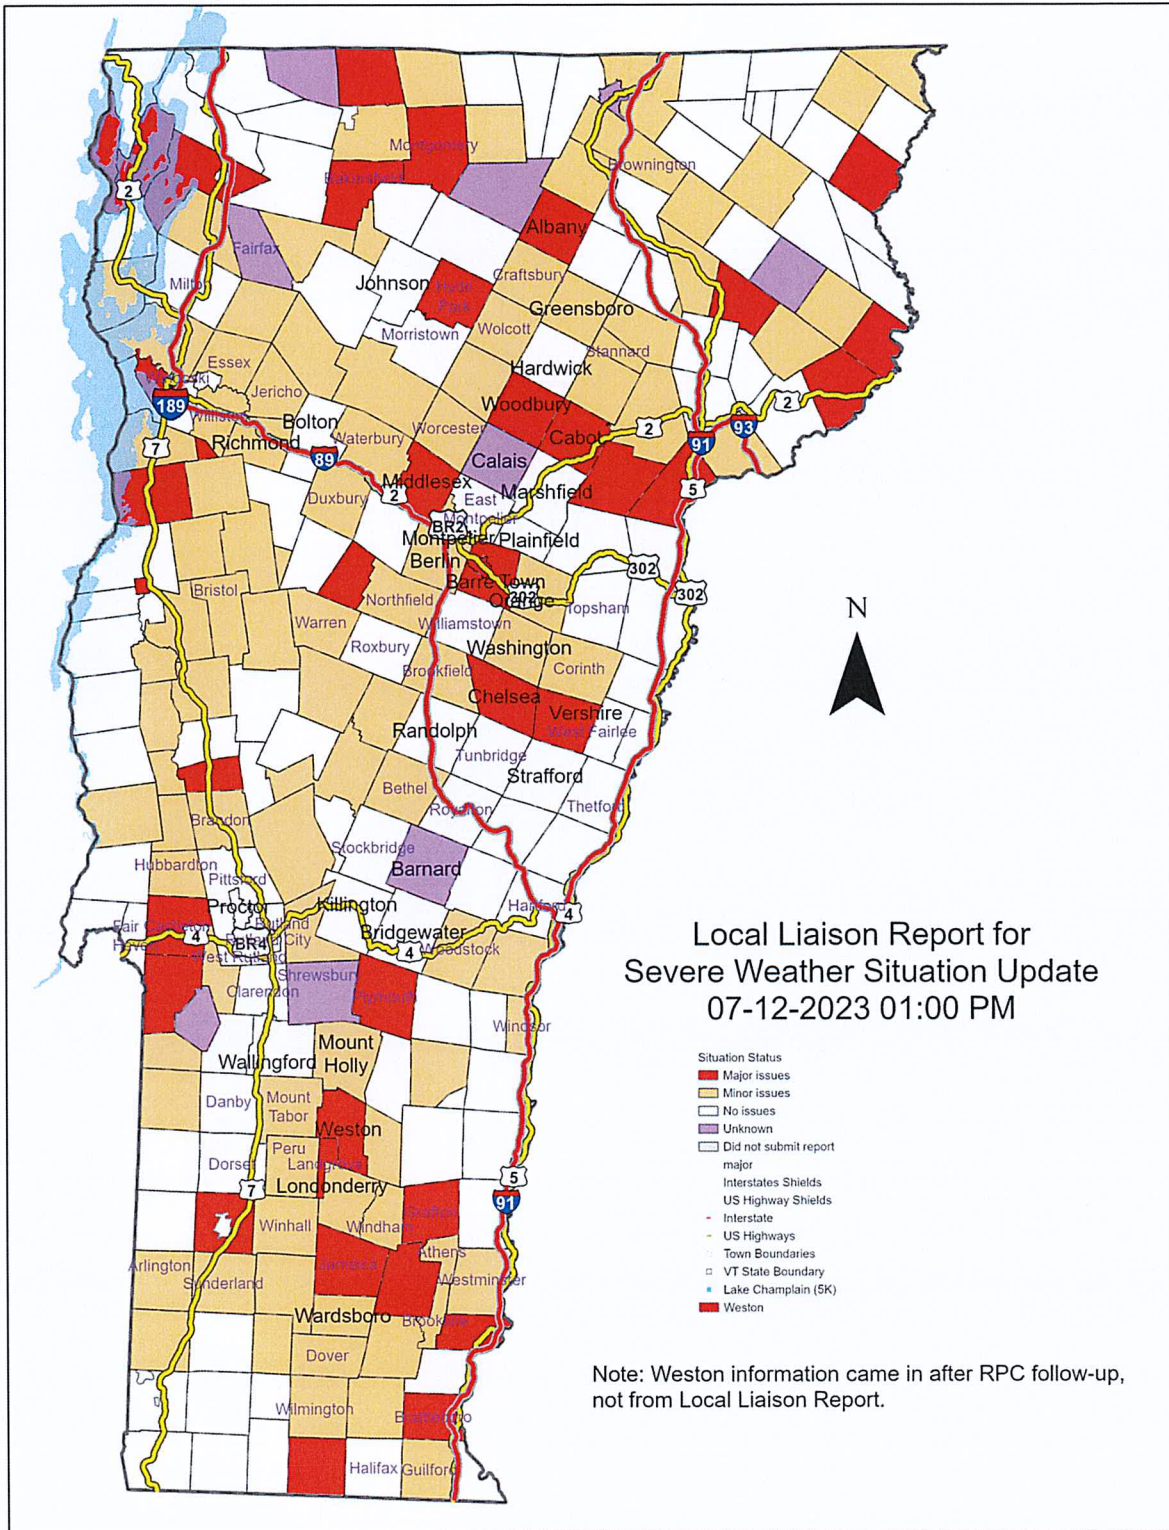 Montgomery
Bakersfield
Brownington
2
Albany
Fairfax
Craftsbury
Johnson
Hyde
Park
Milton
Greensboro
Wolcott
Morristown
Stannard
Essex
Hardwick
Jericho
Woodbury
2
189
Williston
Bolton
Worcester
93
Richmond
Waterbury
2
Cabot
91
7
89
Calais
Middlesex
5
Duxbury
2
East
Marshfield
Montpelier
BR2
Montpelier
Plainfield
Berlin
302
Barre Town
Bristol
302
302
Northfield
Orange
Topsham
N
Warren
Williamstown
Roxbury
Washington
Brookfield
Corinth
Chelsea
Vershire
Randolph
West Fairlee
Tunbridge
Strafford
Bethel
Royalton
Thetford
Brandon
Stockbridge
Hubbardton
Barnard
Pittsford
Proctor
Killington
Hartford
4
Fair
Castleton
Rutland
Haven
4
Rutland City
Bridgewater
BR4
West Rutland
4
Woodstock
Shrewsbury
Clarendon
Plymouth
Windsor
Wallingford
Mount
Holly
Danby
Mount
Tabor
Weston
Peru
Dorset
Landgrove
Londonderry
5
7
91
Grafton
Winhall
Windham
Athens
Arlington
Jamaica
Sunderland
Westminster
Wardsboro
Brookline
Dover
Wilmington
Brattleboro
Halifax
Guilford
Local Liaison Report for
Severe Weather Situation Update
07-12-2023 01:00 PM
Situation Status
Major issues
Minor issues
No issues
Unknown
Did not submit report
major
Interstates Shields
US Highway Shields
Interstate
US Highways
Town Boundaries
VT State Boundary
Lake Champlain (5K)
Weston
Note: Weston information came in after RPC follow-up,
not from Local Liaison Report.